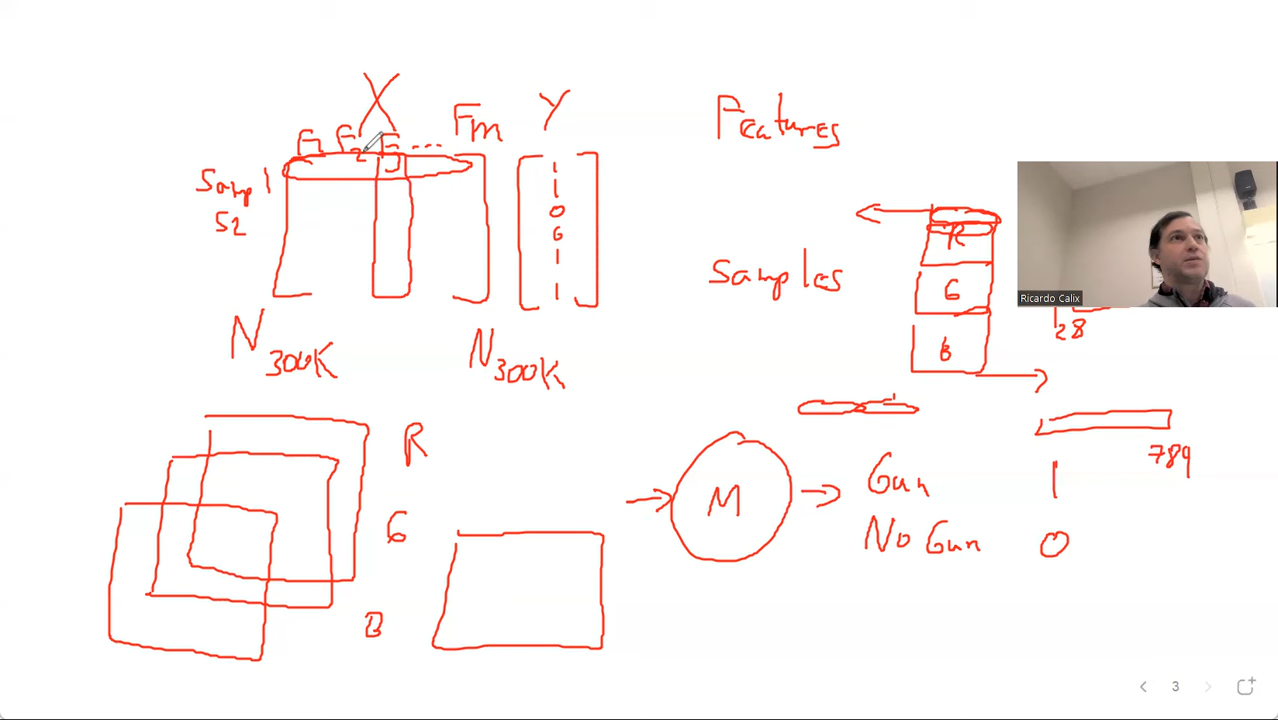 X
F1 F2 F3 ... Fm
Y
Samp 1
S2
1
1
0
0
1
1
N 300K
N 300K
Features
Samples
R
G
B
28
Ricardo Calix
R
G
B
M
Gun 1
No Gun 0
789
3